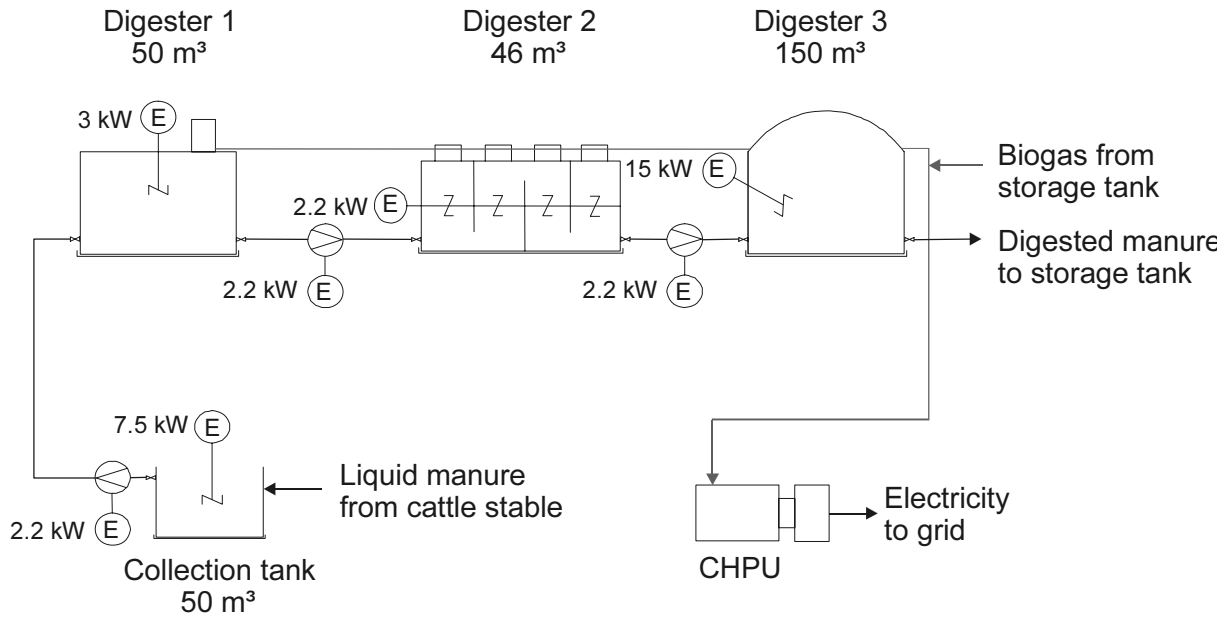 Digester 1
50 m³
Digester 2
46 m³
Digester 3
150 m³
3 kW
E
2.2 kW
E
15 kW
E
Z
Z
Z
Z
Biogas from
storage tank
Digested manure
to storage tank
2.2 kW
E
2.2 kW
E
7.5 kW
E
Liquid manure
from cattle stable
2.2 kW
E
Collection tank
50 m³
Electricity
to grid
CHPU